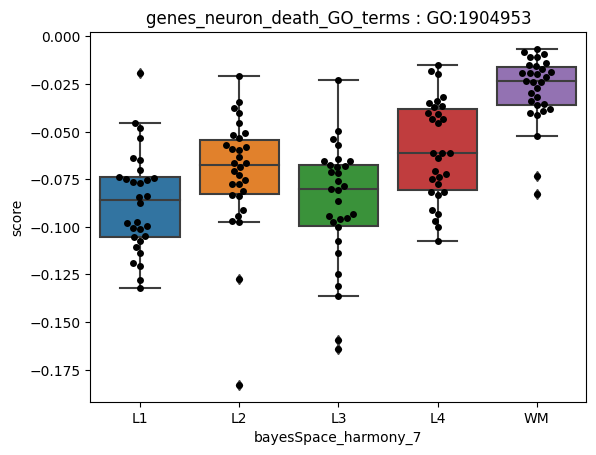 genes_neuron_death_GO_terms : GO:1904953
0.000
−0.025
−0.050
−0.075
−0.100
−0.125
−0.150
−0.175
score
L1 L2 L3 L4 WM
bayesSpace_harmony_7